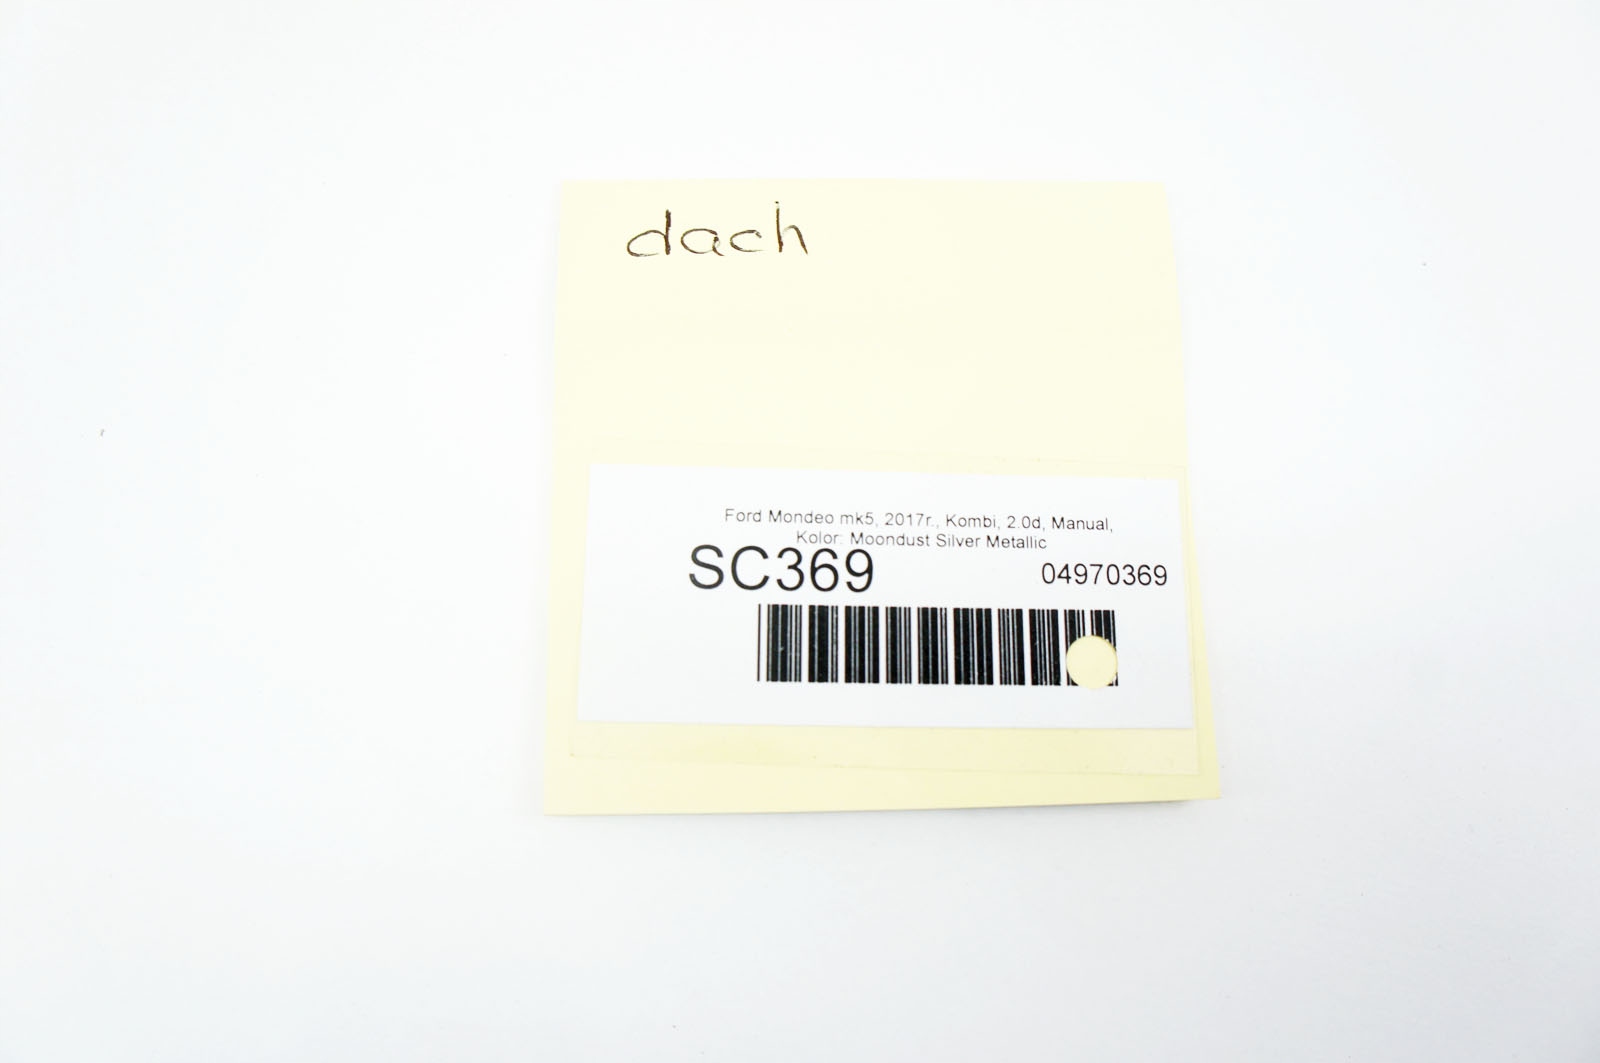 dach
Ford Mondeo mk5, 2017r., Kombi, 2.0d, Manual,
Kolor: Moondust Silver Metallic
SC369
04970369